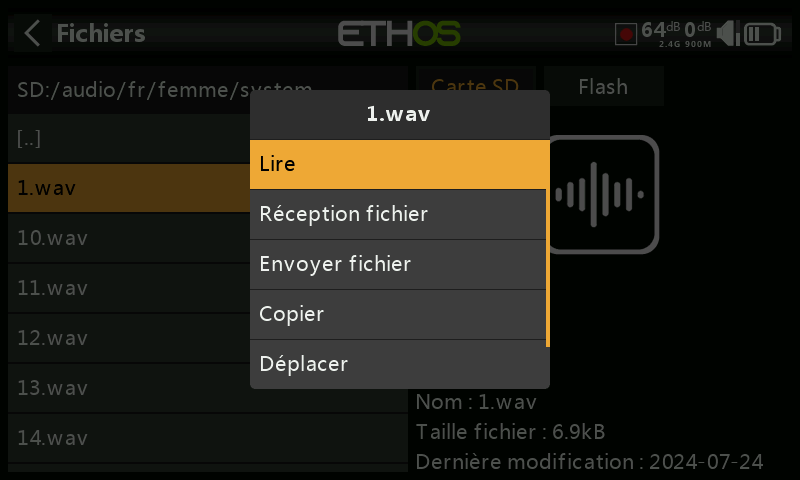 Fichiers
ETHOS
64dB 0dB
2.4G 900M
SD:/audio/fr/femme/system
Carte SD
Flash
1.wav
[..]
Lire
1.wav
Réception fichier
10.wav
Envoyer fichier
11.wav
Copier
12.wav
Déplacer
13.wav
Nom : 1.wav
14.wav
Taille fichier : 6.9kB
Dernière modification : 2024-07-24